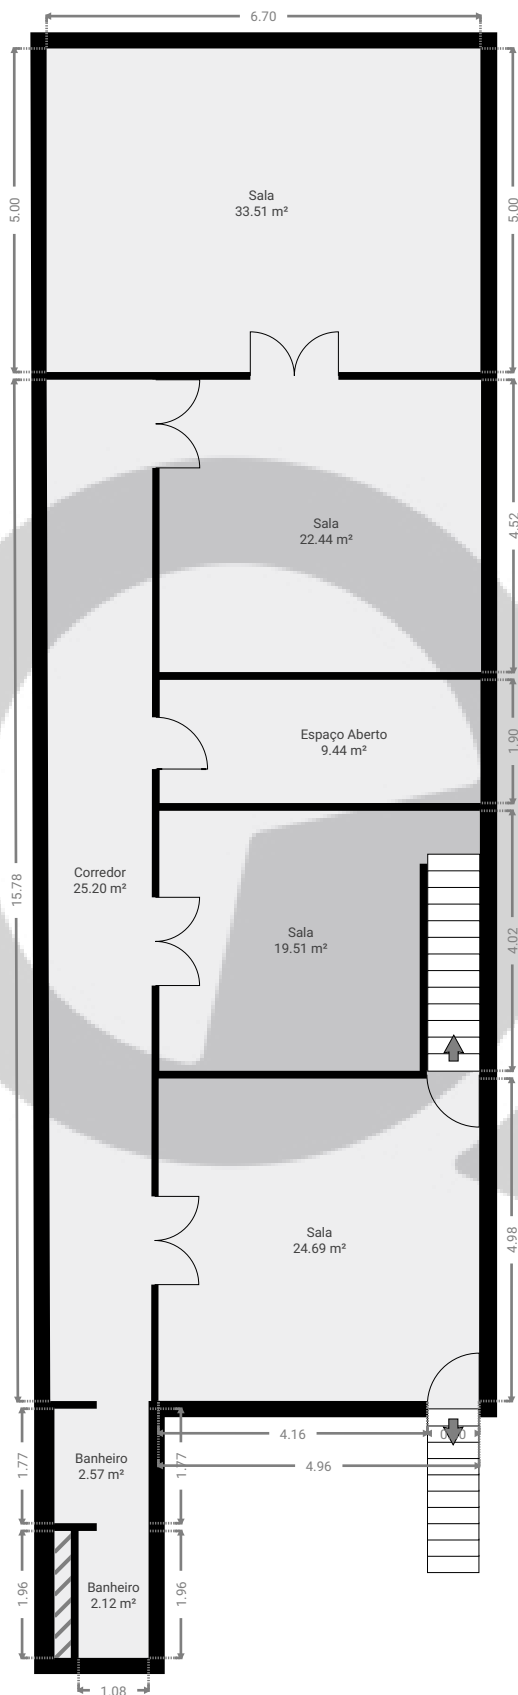 6.70
5.00
5.00
Sala
33.51 m²
4.52
Sala
22.44 m²
1.90
Espaço Aberto
9.44 m²
15.78
Corredor
25.20 m²
4.02
Sala
19.51 m²
4.98
Sala
24.69 m²
4.16
4.96
1.77
1.77
Banheiro
2.57 m²
1.96
1.96
Banheiro
2.12 m²
1.08